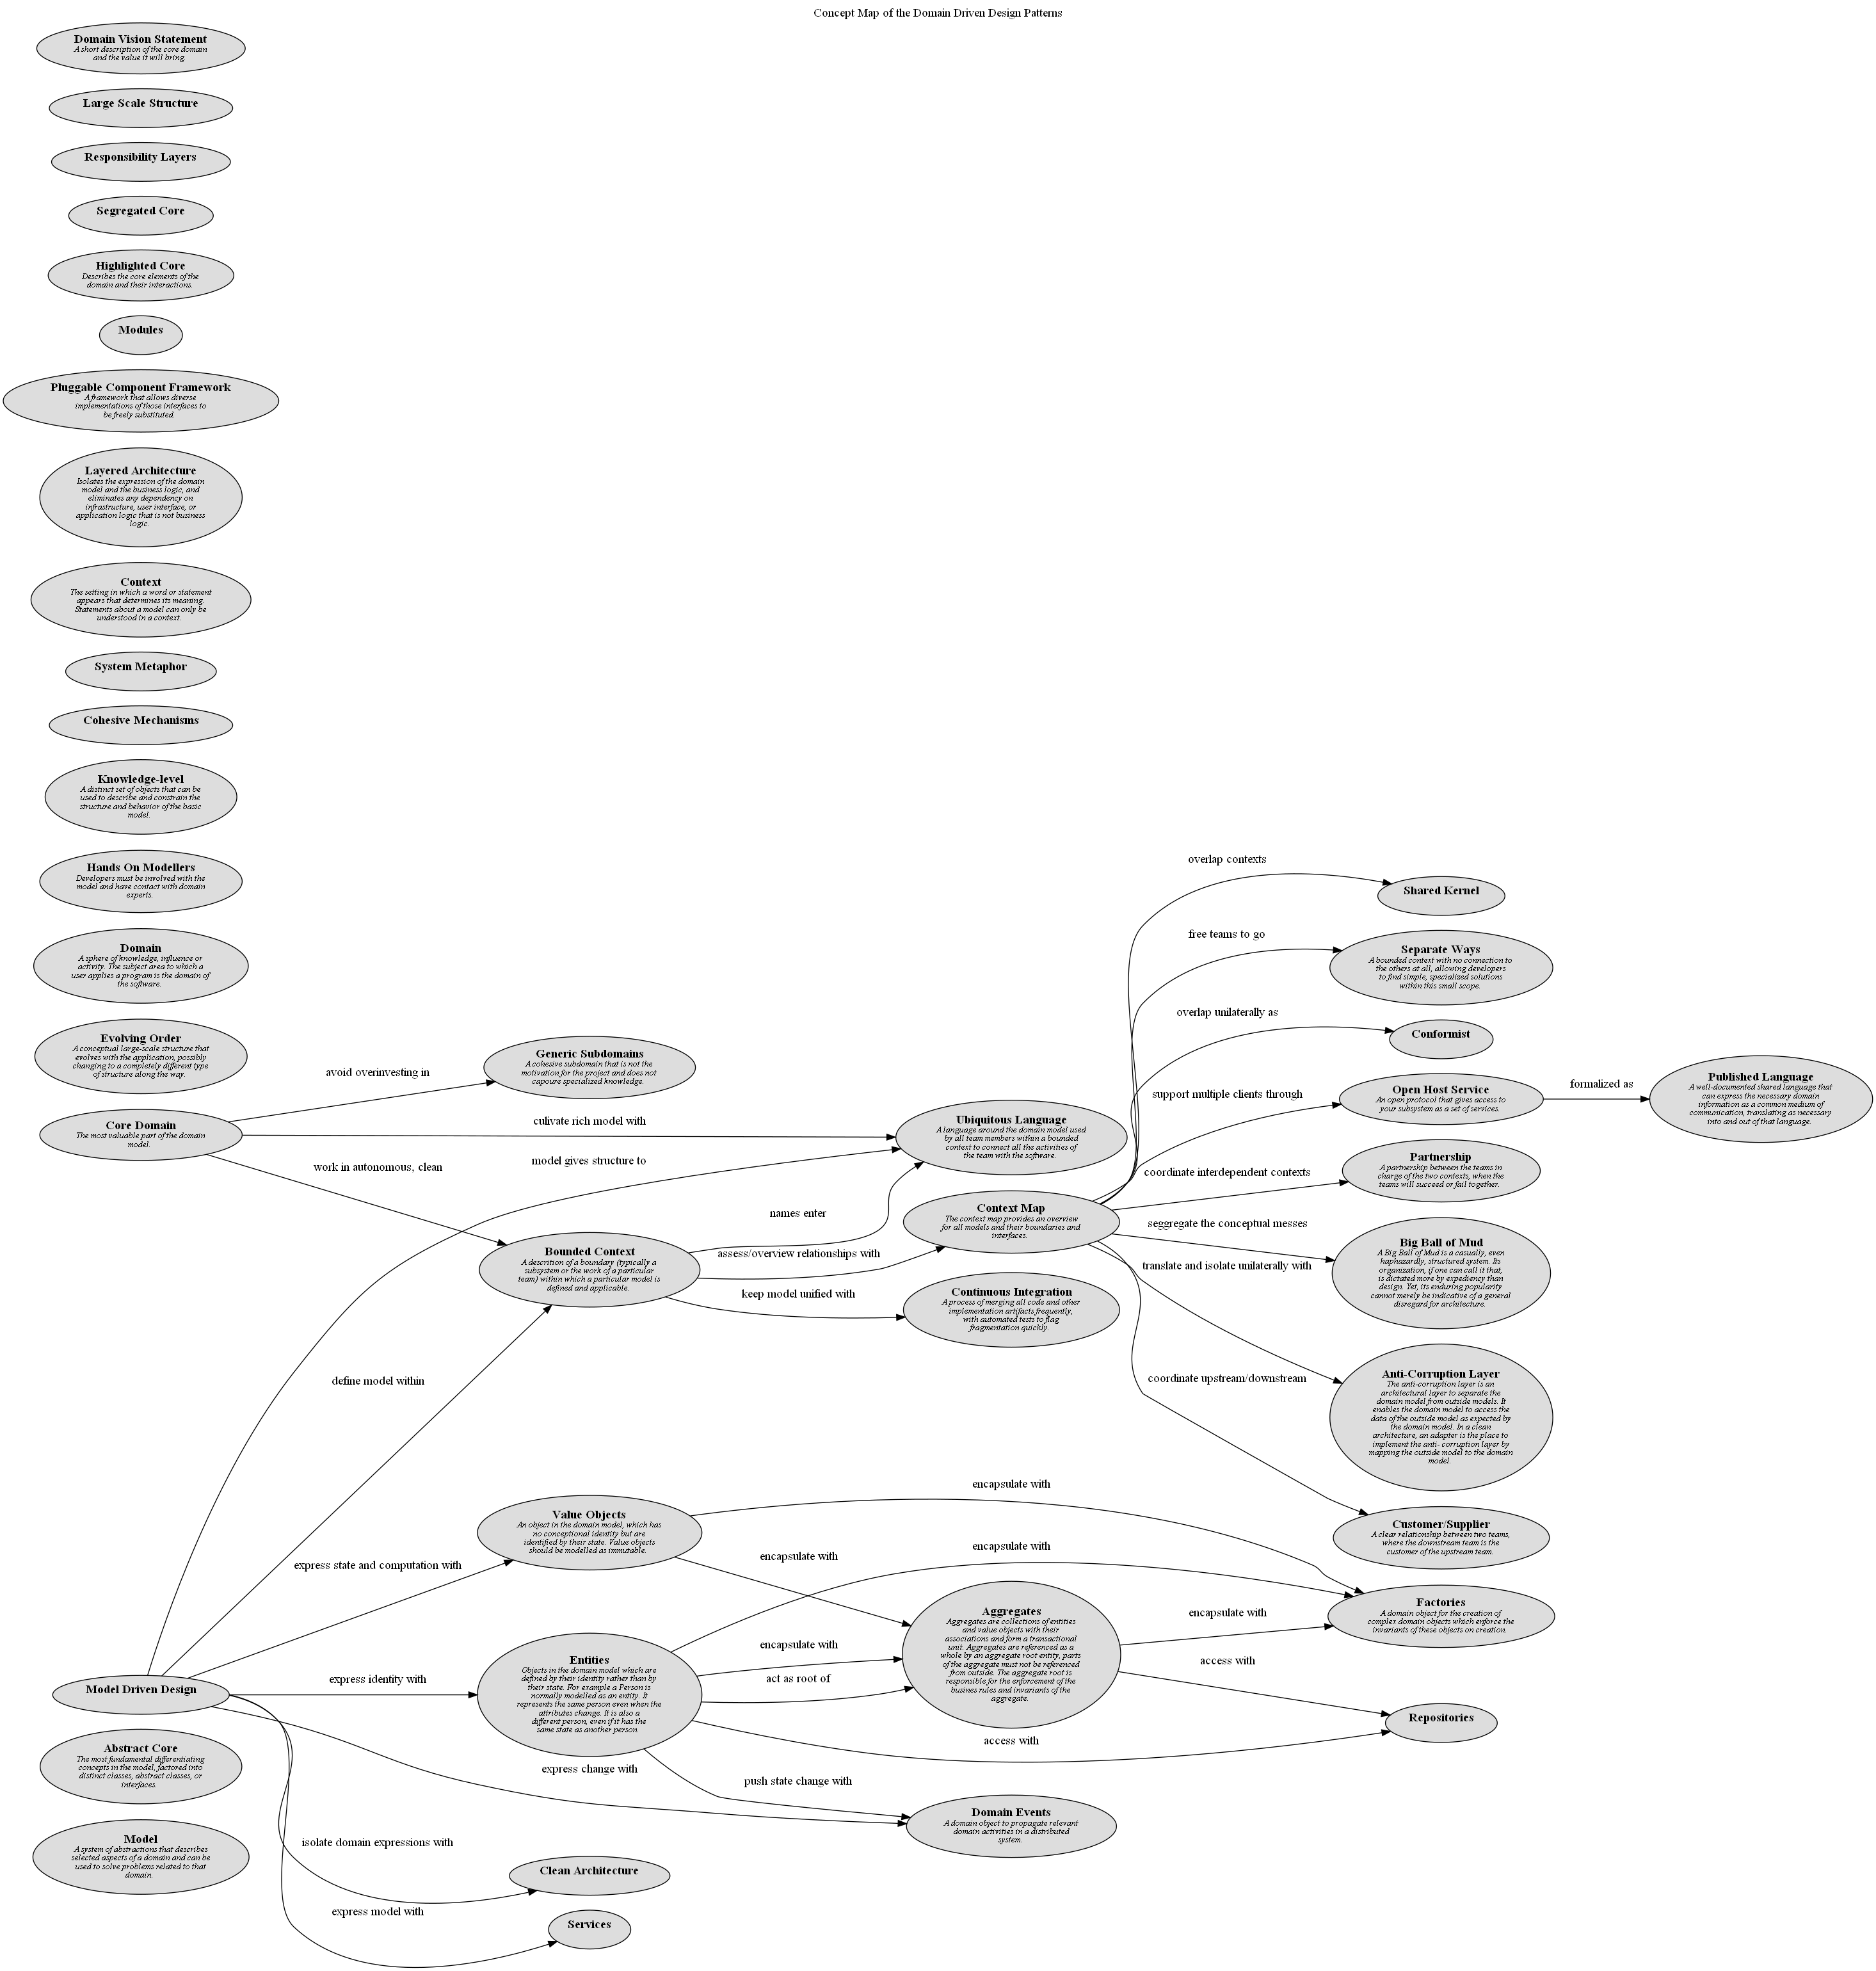 Concept Map of the Domain Driven Design Patterns
Domain Vision Statement
A short description of the core domain
and the value it will bring.
Large Scale Structure
Responsibility Layers
Segregated Core
Highlighted Core
Describes the core elements of the
domain and their interactions.
Modules
Pluggable Component Framework
A framework that allows diverse
implementations of those interfaces to
be freely substituted.
Layered Architecture
Isolates the expression of the domain
model and the business logic, and
eliminates any dependency on
infrastructure, user interface, or
application logic that is not business
logic.
Context
The setting in which a word or statement
appears that determines its meaning.
Statements about a model can only be
understood in a context.
System Metaphor
Cohesive Mechanisms
Knowledge-level
A distinct set of objects that can be
used to describe and constrain the
structure and behavior of the basic
model.
Hands On Modellers
Developers must be involved with the
model and have contact with domain
experts.
Domain
A sphere of knowledge, influence or
activity. The subject area to which a
user applies a program is the domain of
the software.
Evolving Order
A conceptual large-scale structure that
evolves with the application, possibly
changing to a completely different type
of structure along the way.
Core Domain
The most valuable part of the domain
model.
Model Driven Design
Abstract Core
The most fundamental differentiating
concepts in the model, factored into
distinct classes, abstract classes, or
interfaces.
Model
A system of abstractions that describes
selected aspects of a domain and can be
used to solve problems related to that
domain.
avoid overinvesting in
culivate rich model with
work in autonomous, clean
model gives structure to
define model within
express state and computation with
express identity with
express change with
isolate domain expressions with
express model with
Generic Subdomains
A cohesive subdomain that is not the
motivation for the project and does not
capoure specialized knowledge.
Bounded Context
A descrition of a boundary (typically a
subsystem or the work of a particular
team) within which a particular model is
defined and applicable.
Value Objects
An object in the domain model, which has
no conceptional identity but are
identified by their state. Value objects
should be modelled as immutable.
Entities
Objects in the domain model which are
defined by their identity rather than by
their state. For example a Person is
normally modelled as an entity. It
represents the same person even when the
attributes change. It is also a
different person, even if it has the
same state as another person.
Clean Architecture
Services
names enter
assess/overview relationships with
keep model unified with
encapsulate with
encapsulate with
encapsulate with
encapsulate with
act as root of
access with
push state change with
Ubiquitous Language
A language around the domain model used
by all team members within a bounded
context to connect all the activities of
the team with the software.
Context Map
The context map provides an overview
for all models and their boundaries and
interfaces.
Continuous Integration
A process of merging all code and other
implementation artifacts frequently,
with automated tests to flag
fragmentation quickly.
Aggregates
Aggregates are collections of entities
and value objects with their
associations and form a transactional
unit. Aggregates are referenced as a
whole by an aggregate root entity, parts
of the aggregate must not be referenced
from outside. The aggregate root is
responsible for the enforcement of the
busines rules and invariants of the
aggregate.
Domain Events
A domain object to propagate relevant
domain activities in a distributed
system.
overlap contexts
free teams to go
overlap unilaterally as
support multiple clients through
coordinate interdependent contexts
seggregate the conceptual messes
translate and isolate unilaterally with
coordinate upstream/downstream
encapsulate with
access with
Shared Kernel
Separate Ways
A bounded context with no connection to
the others at all, allowing developers
to find simple, specialized solutions
within this small scope.
Conformist
Open Host Service
An open protocol that gives access to
your subsystem as a set of services.
Partnership
A partnership between the teams in
charge of the two contexts, when the
teams will succeed or fail together.
Big Ball of Mud
A Big Ball of Mud is a casually, even
haphazardly, structured system. Its
organization, if one can call it that,
is dictated more by expediency than
design. Yet, its enduring popularity
cannot merely be indicative of a general
disregard for architecture.
Anti-Corruption Layer
The anti-corruption layer is an
architectural layer to separate the
domain model from outside models. It
enables the domain model to access the
data of the outside model as expected by
the domain model. In a clean
architecture, an adapter is the place to
implement the anti- corruption layer by
mapping the outside model to the domain
model.
Customer/Supplier
A clear relationship between two teams,
where the downstream team is the
customer of the upstream team.
Factories
A domain object for the creation of
complex domain objects which enforce the
invariants of these objects on creation.
Repositories
formalized as
Published Language
A well-documented shared language that
can express the necessary domain
information as a common medium of
communication, translating as necessary
into and out of that language.